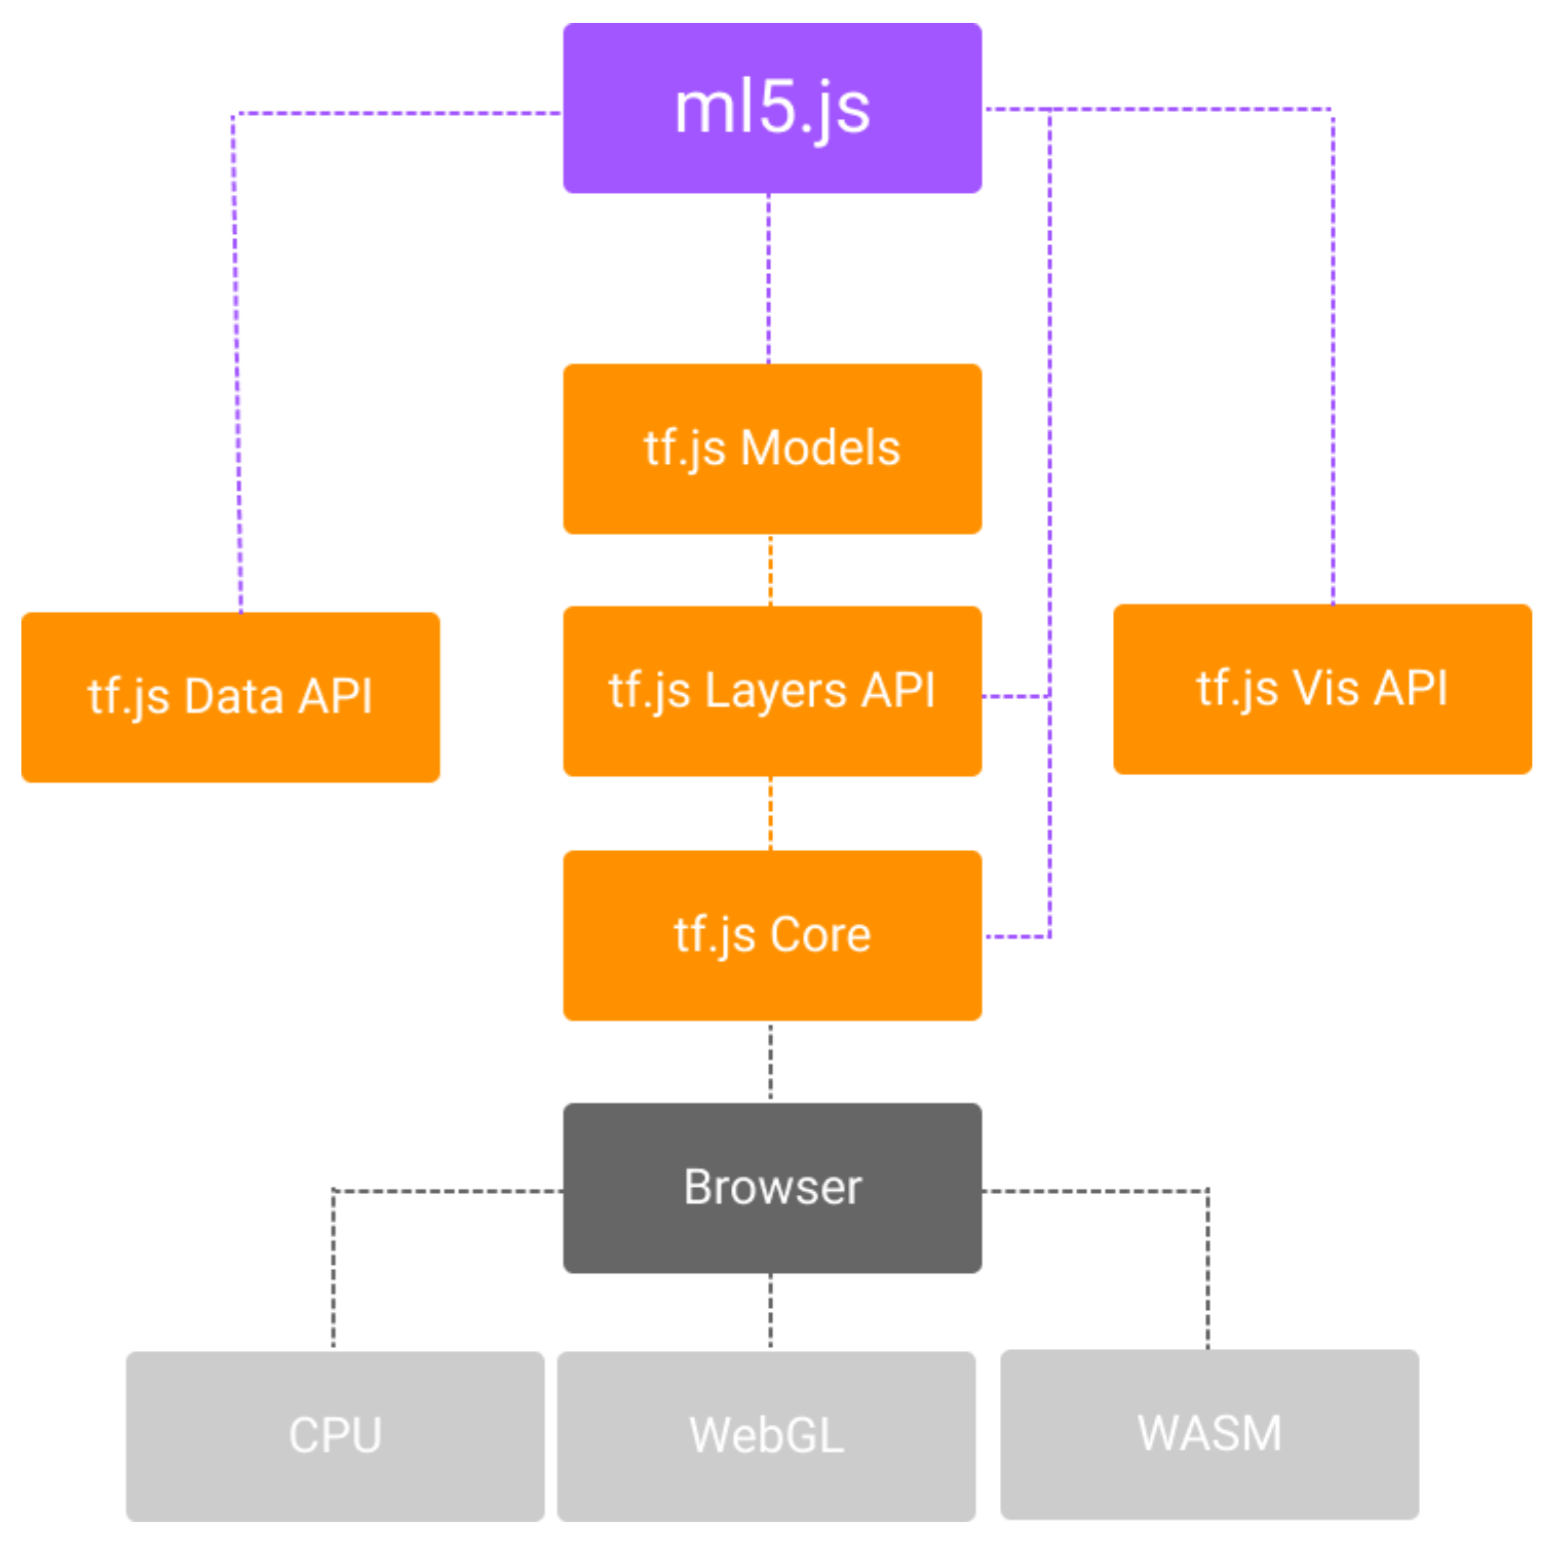 ml5.js
tf.js Models
tf.js Data API
tf.js Layers API
tf.js Vis API
tf.js Core
Browser
CPU
WebGL
WASM